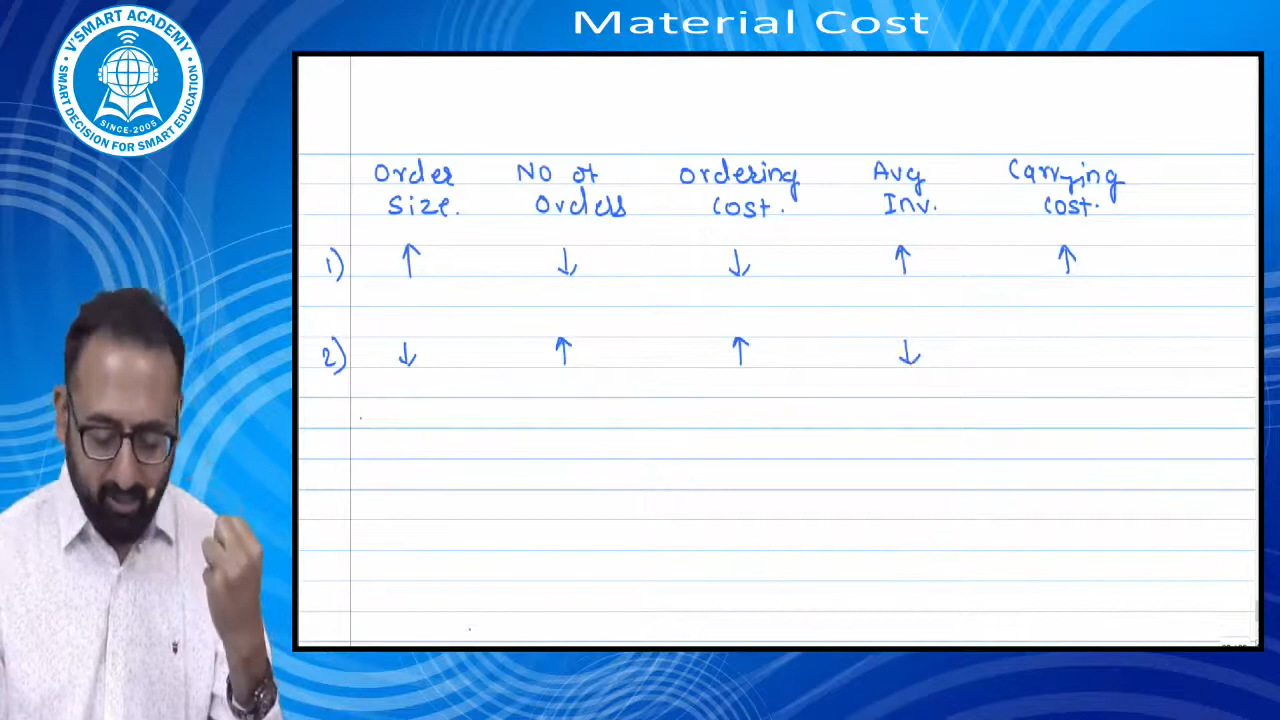 Material Cost
V'SMART ACADEMY
SMART DECISION FOR SMART EDUCATION
SINCE-2005
Order No of Ordering Avg Carrying
Size. Orders Cost. Inv. Cost.
1) ↑ ↓ ↓ ↑ ↑
2) ↓ ↑ ↑ ↓